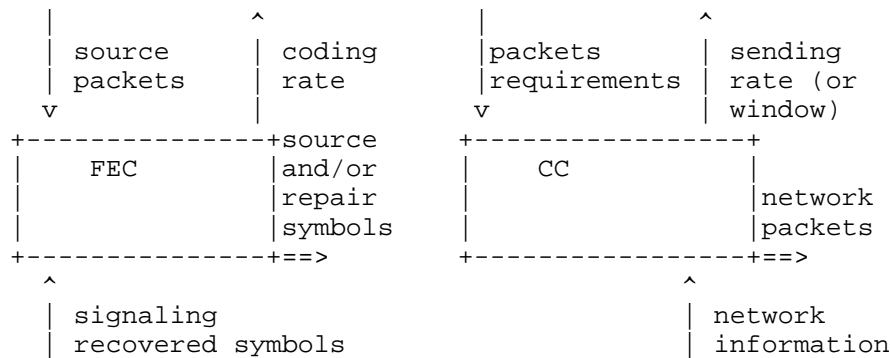 source coding packets sending
packets rate requirements rate (or
window)
source
FEC and/or CC
repair network
symbols packets
signaling network
recovered symbols information